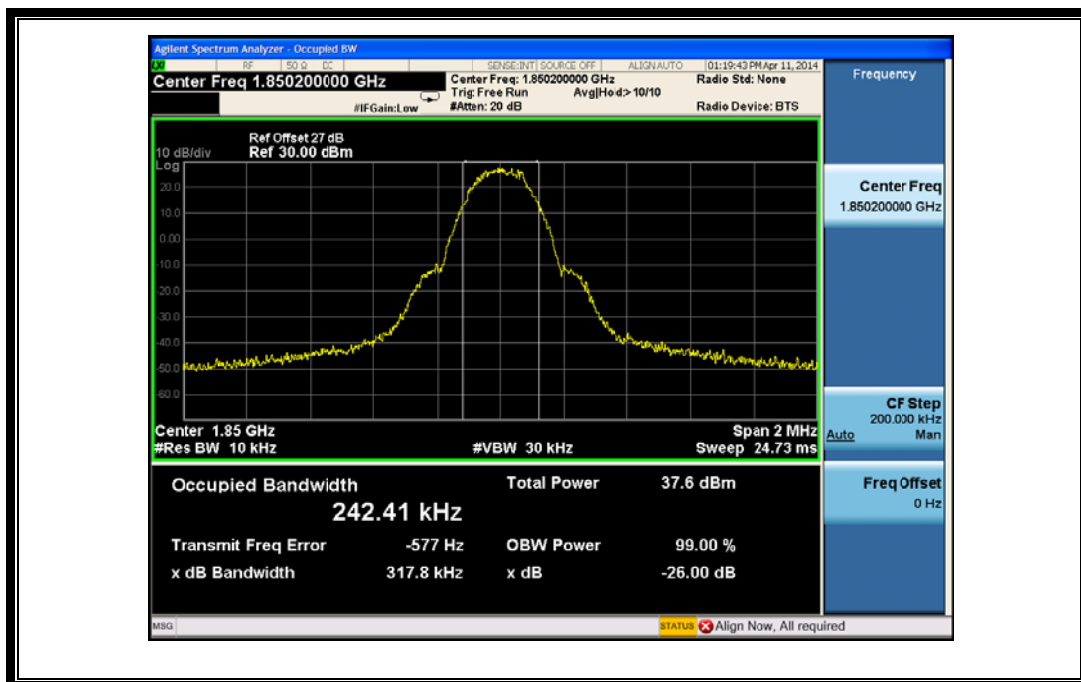 Agilent Spectrum Analyzer - Occupied BW
LXI RF 50 Ω DC SENSE:INT SOURCE OFF ALIGN AUTO 01:19:43 PM Apr 11, 2014
Center Freq 1.850200000 GHz
Center Freq: 1.850200000 GHz
Radio Std: None
Trig: Free Run Avg|Hold:> 10/10
#IFGain:Low
#Atten: 20 dB
Radio Device: BTS
Ref Offset 27 dB
10 dB/div Ref 30.00 dBm
Log
20.0
10.0
0.00
-10.0
-20.0
-30.0
-40.0
-50.0
-60.0
Center 1.85 GHz Span 2 MHz
#Res BW 10 kHz #VBW 30 kHz Sweep 24.73 ms
Occupied Bandwidth Total Power 37.6 dBm
242.41 kHz
Transmit Freq Error -577 Hz OBW Power 99.00 %
x dB Bandwidth 317.8 kHz x dB -26.00 dB
MSG STATUS Align Now, All required
Frequency
Center Freq
1.850200000 GHz
CF Step
200.000 kHz
Auto Man
Freq Offset
0 Hz